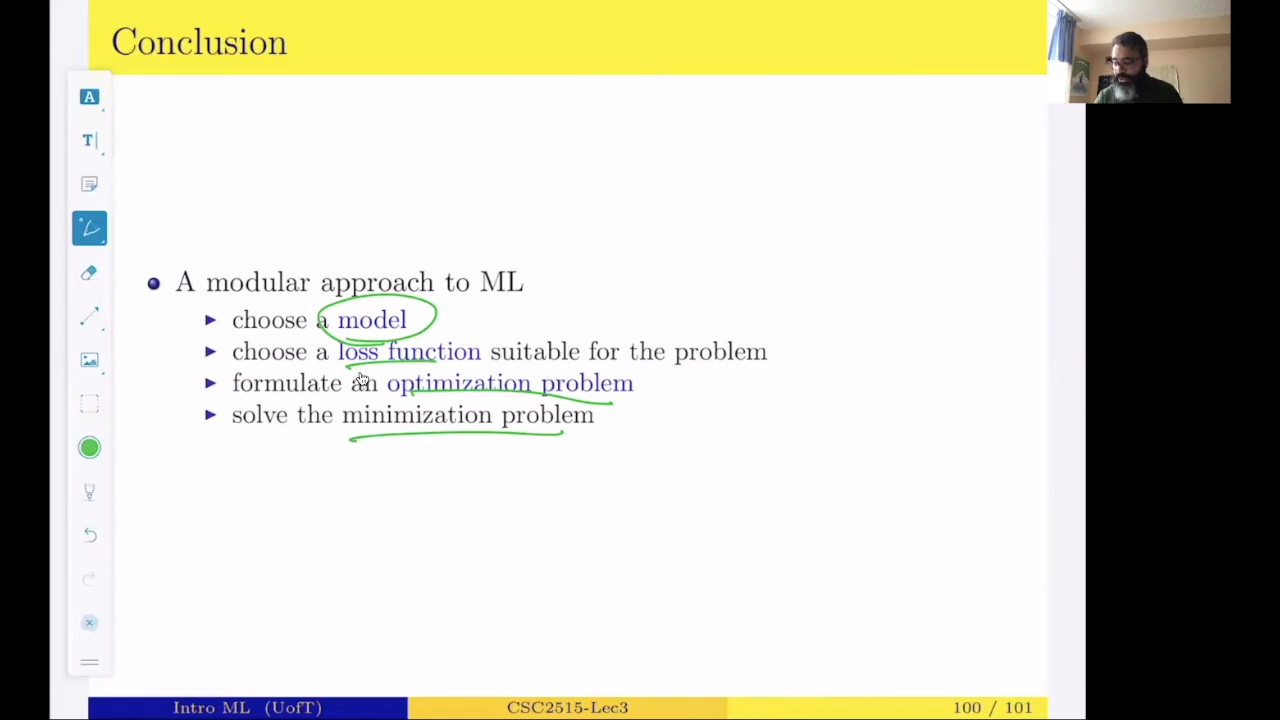 Conclusion
A
T
A modular approach to ML
choose a model
choose a loss function suitable for the problem
formulate an optimization problem
solve the minimization problem
Intro ML (UofT) CSC2515-Lec3 100 / 101